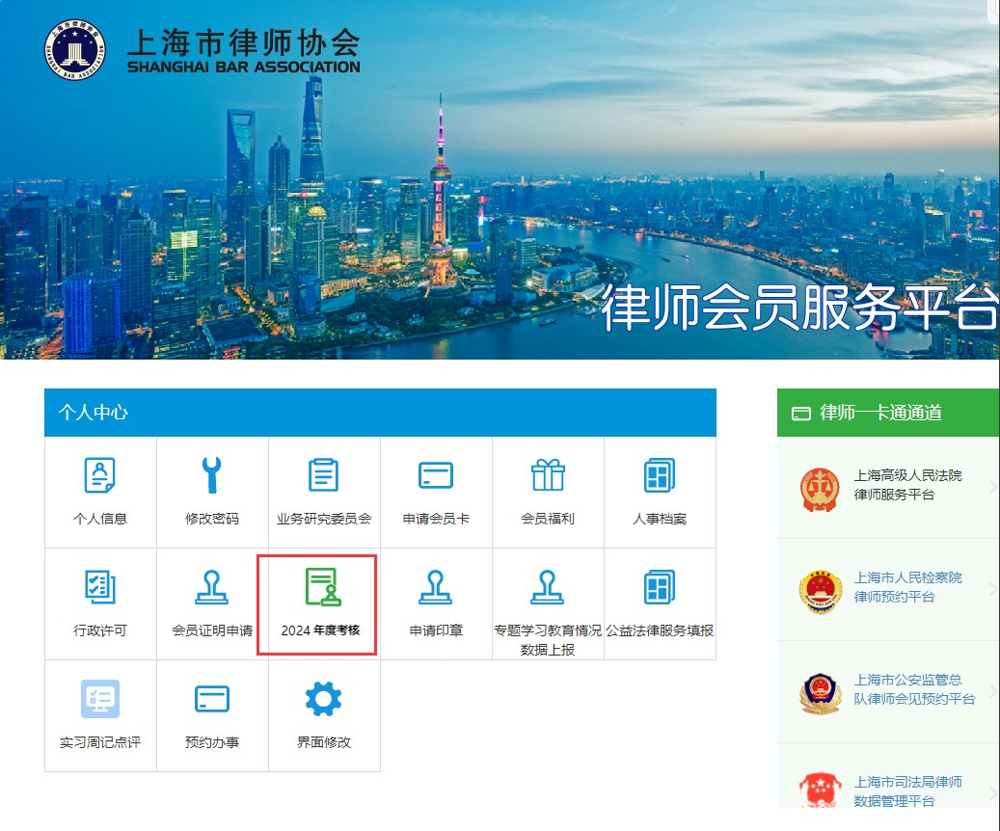 上海市律师协会
SHANGHAI BAR ASSOCIATION
律师会员服务平台
个人中心
个人信息
修改密码
业务研究委员会
申请会员卡
会员福利
人事档案
行政许可
会员证明申请
2024 年度考核
申请印章
专题学习教育情况
数据上报
公益法律服务填报
实习周记点评
预约办事
界面修改
律师一卡通通道
上海高级人民法院
律师服务平台
上海市人民检察院
律师预约平台
上海市公安监管总
队律师会见预约平台
上海市司法局律师
数据管理平台